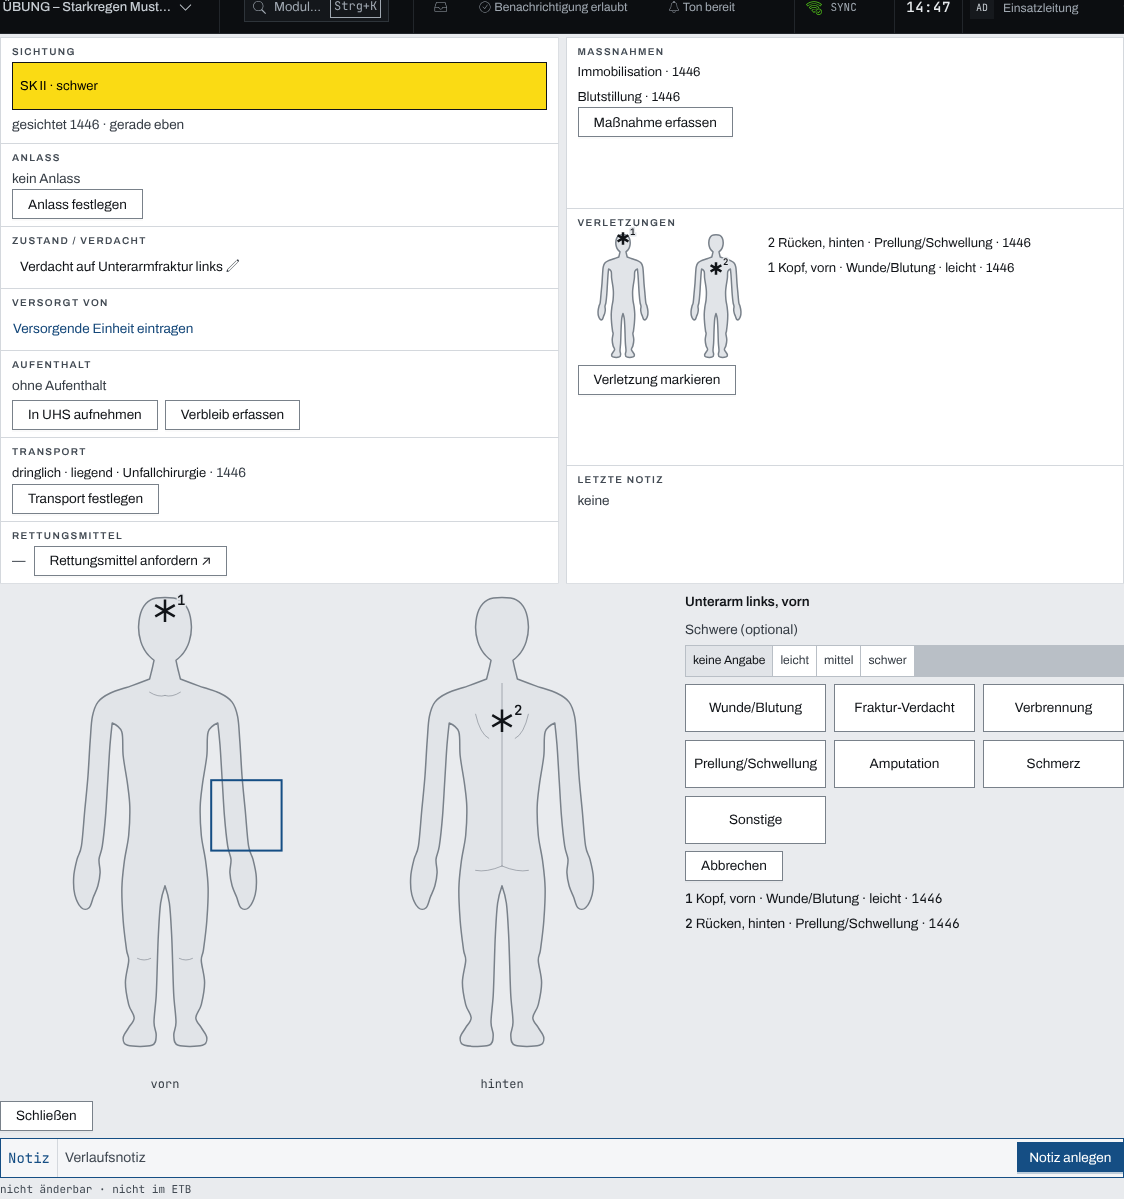 ÜBUNG – Starkregen Must... Modul... Strg+K Benachrichtigung erlaubt Ton bereit SYNC 14:47 AD Einsatzleitung
SICHTUNG
SK II · schwer
gesichtet 1446 · gerade eben
ANLASS
kein Anlass
Anlass festlegen
ZUSTAND / VERDACHT
Verdacht auf Unterarmfraktur links
VERSORGT VON
Versorgende Einheit eintragen
AUFENTHALT
ohne Aufenthalt
In UHS aufnehmen Verbleib erfassen
TRANSPORT
dringlich · liegend · Unfallchirurgie · 1446
Transport festlegen
RETTUNGSMITTEL
— Rettungsmittel anfordern ↗
MASSNAHMEN
Immobilisation · 1446
Blutstillung · 1446
Maßnahme erfassen
VERLETZUNGEN
1
2
2 Rücken, hinten · Prellung/Schwellung · 1446
1 Kopf, vorn · Wunde/Blutung · leicht · 1446
Verletzung markieren
LETZTE NOTIZ
keine
1
2
vorn
hinten
Unterarm links, vorn
Schwere (optional)
keine Angabe leicht mittel schwer
Wunde/Blutung Fraktur-Verdacht Verbrennung
Prellung/Schwellung Amputation Schmerz
Sonstige
Abbrechen
1 Kopf, vorn · Wunde/Blutung · leicht · 1446
2 Rücken, hinten · Prellung/Schwellung · 1446
Schließen
Notiz Verlaufsnotiz Notiz anlegen
nicht änderbar · nicht im ETB